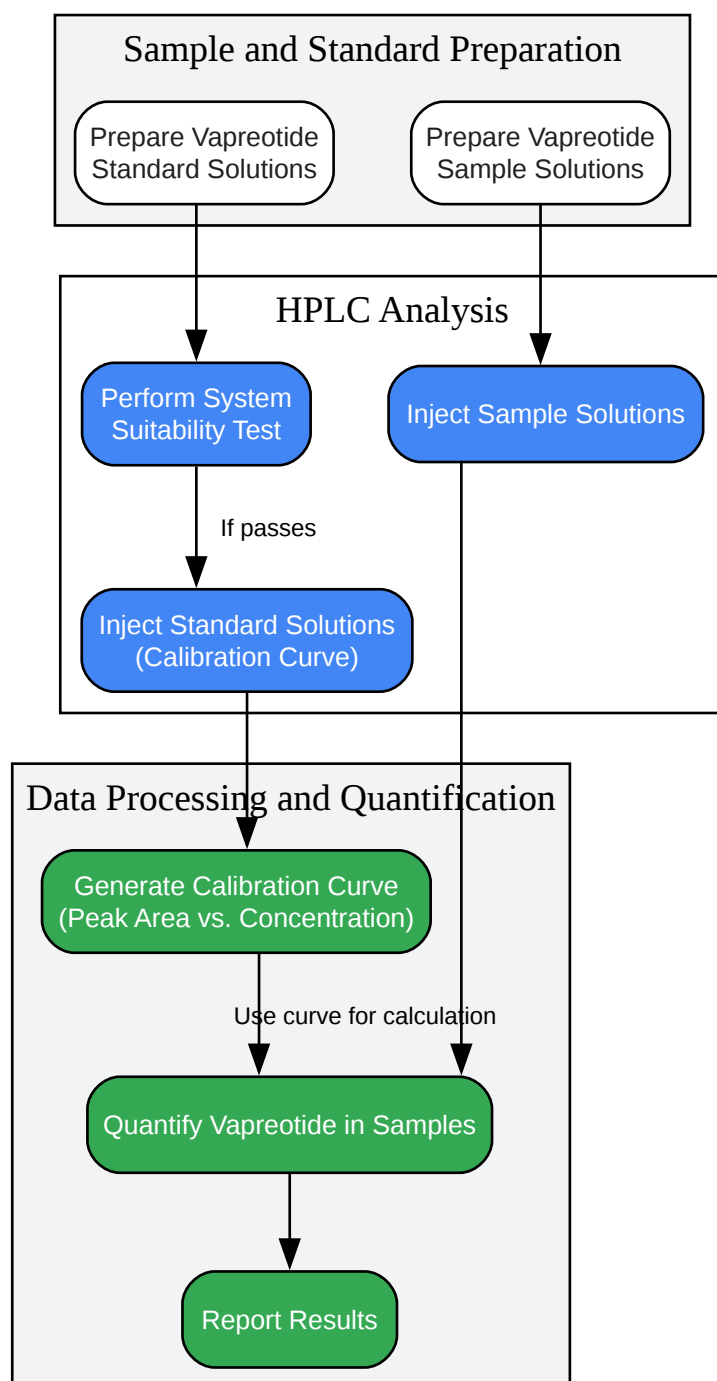 Sample and Standard Preparation
Prepare Vapreotide
Standard Solutions
Prepare Vapreotide
Sample Solutions
HPLC Analysis
Perform System
Suitability Test
Inject Sample Solutions
If passes
Inject Standard Solutions
(Calibration Curve)
Data Processing and Quantification
Generate Calibration Curve
(Peak Area vs. Concentration)
Use curve for calculation
Quantify Vapreotide in Samples
Report Results